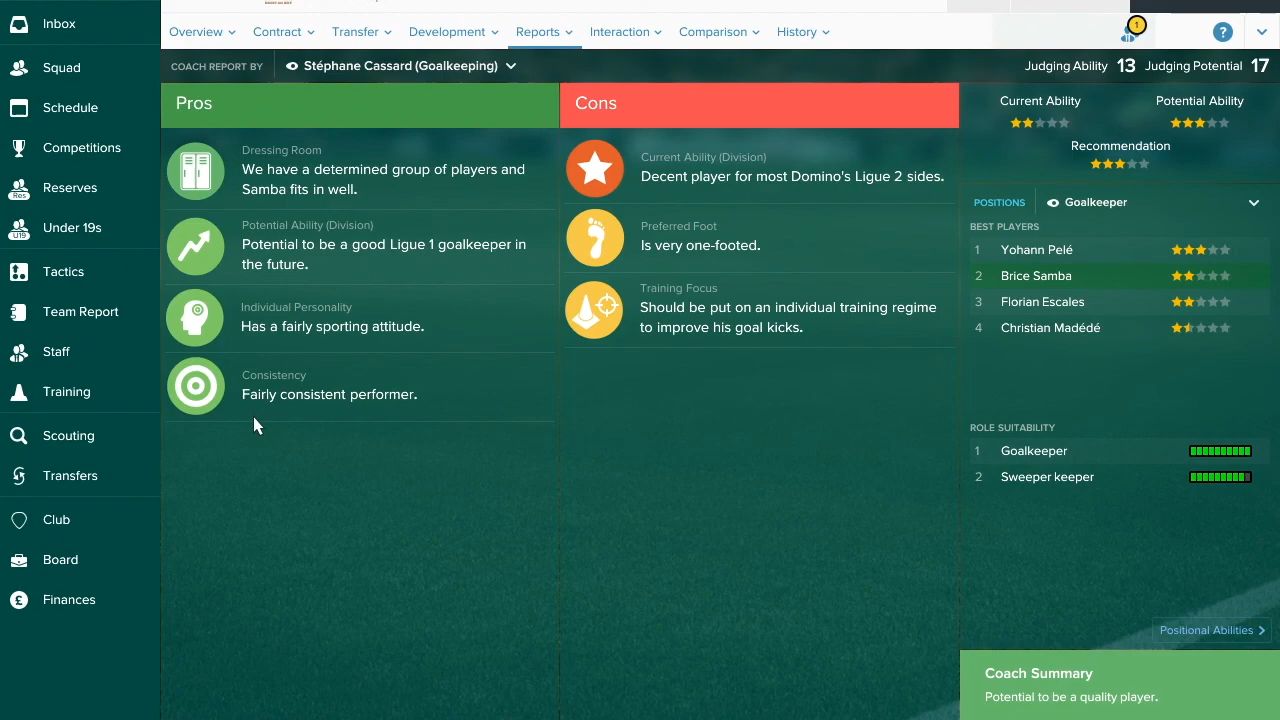 Inbox
Squad
Schedule
Competitions
Res
Reserves
U19
Under 19s
Tactics
Team Report
Staff
Training
Scouting
Transfers
Club
Board
£
Finances
Overview
Contract
Transfer
Development
Reports
Interaction
Comparison
History
1
?
COACH REPORT BY
Stéphane Cassard (Goalkeeping)
Judging Ability 13 Judging Potential 17
Pros
Dressing Room
We have a determined group of players and
Samba fits in well.
Potential Ability (Division)
Potential to be a good Ligue 1 goalkeeper in
the future.
Individual Personality
Has a fairly sporting attitude.
Consistency
Fairly consistent performer.
Cons
Current Ability (Division)
Decent player for most Domino's Ligue 2 sides.
Preferred Foot
Is very one-footed.
Training Focus
Should be put on an individual training regime
to improve his goal kicks.
Current Ability
Potential Ability
Recommendation
POSITIONS Goalkeeper
BEST PLAYERS
1 Yohann Pelé
2 Brice Samba
3 Florian Escales
4 Christian Madédé
ROLE SUITABILITY
1 Goalkeeper
2 Sweeper keeper
Positional Abilities
Coach Summary
Potential to be a quality player.